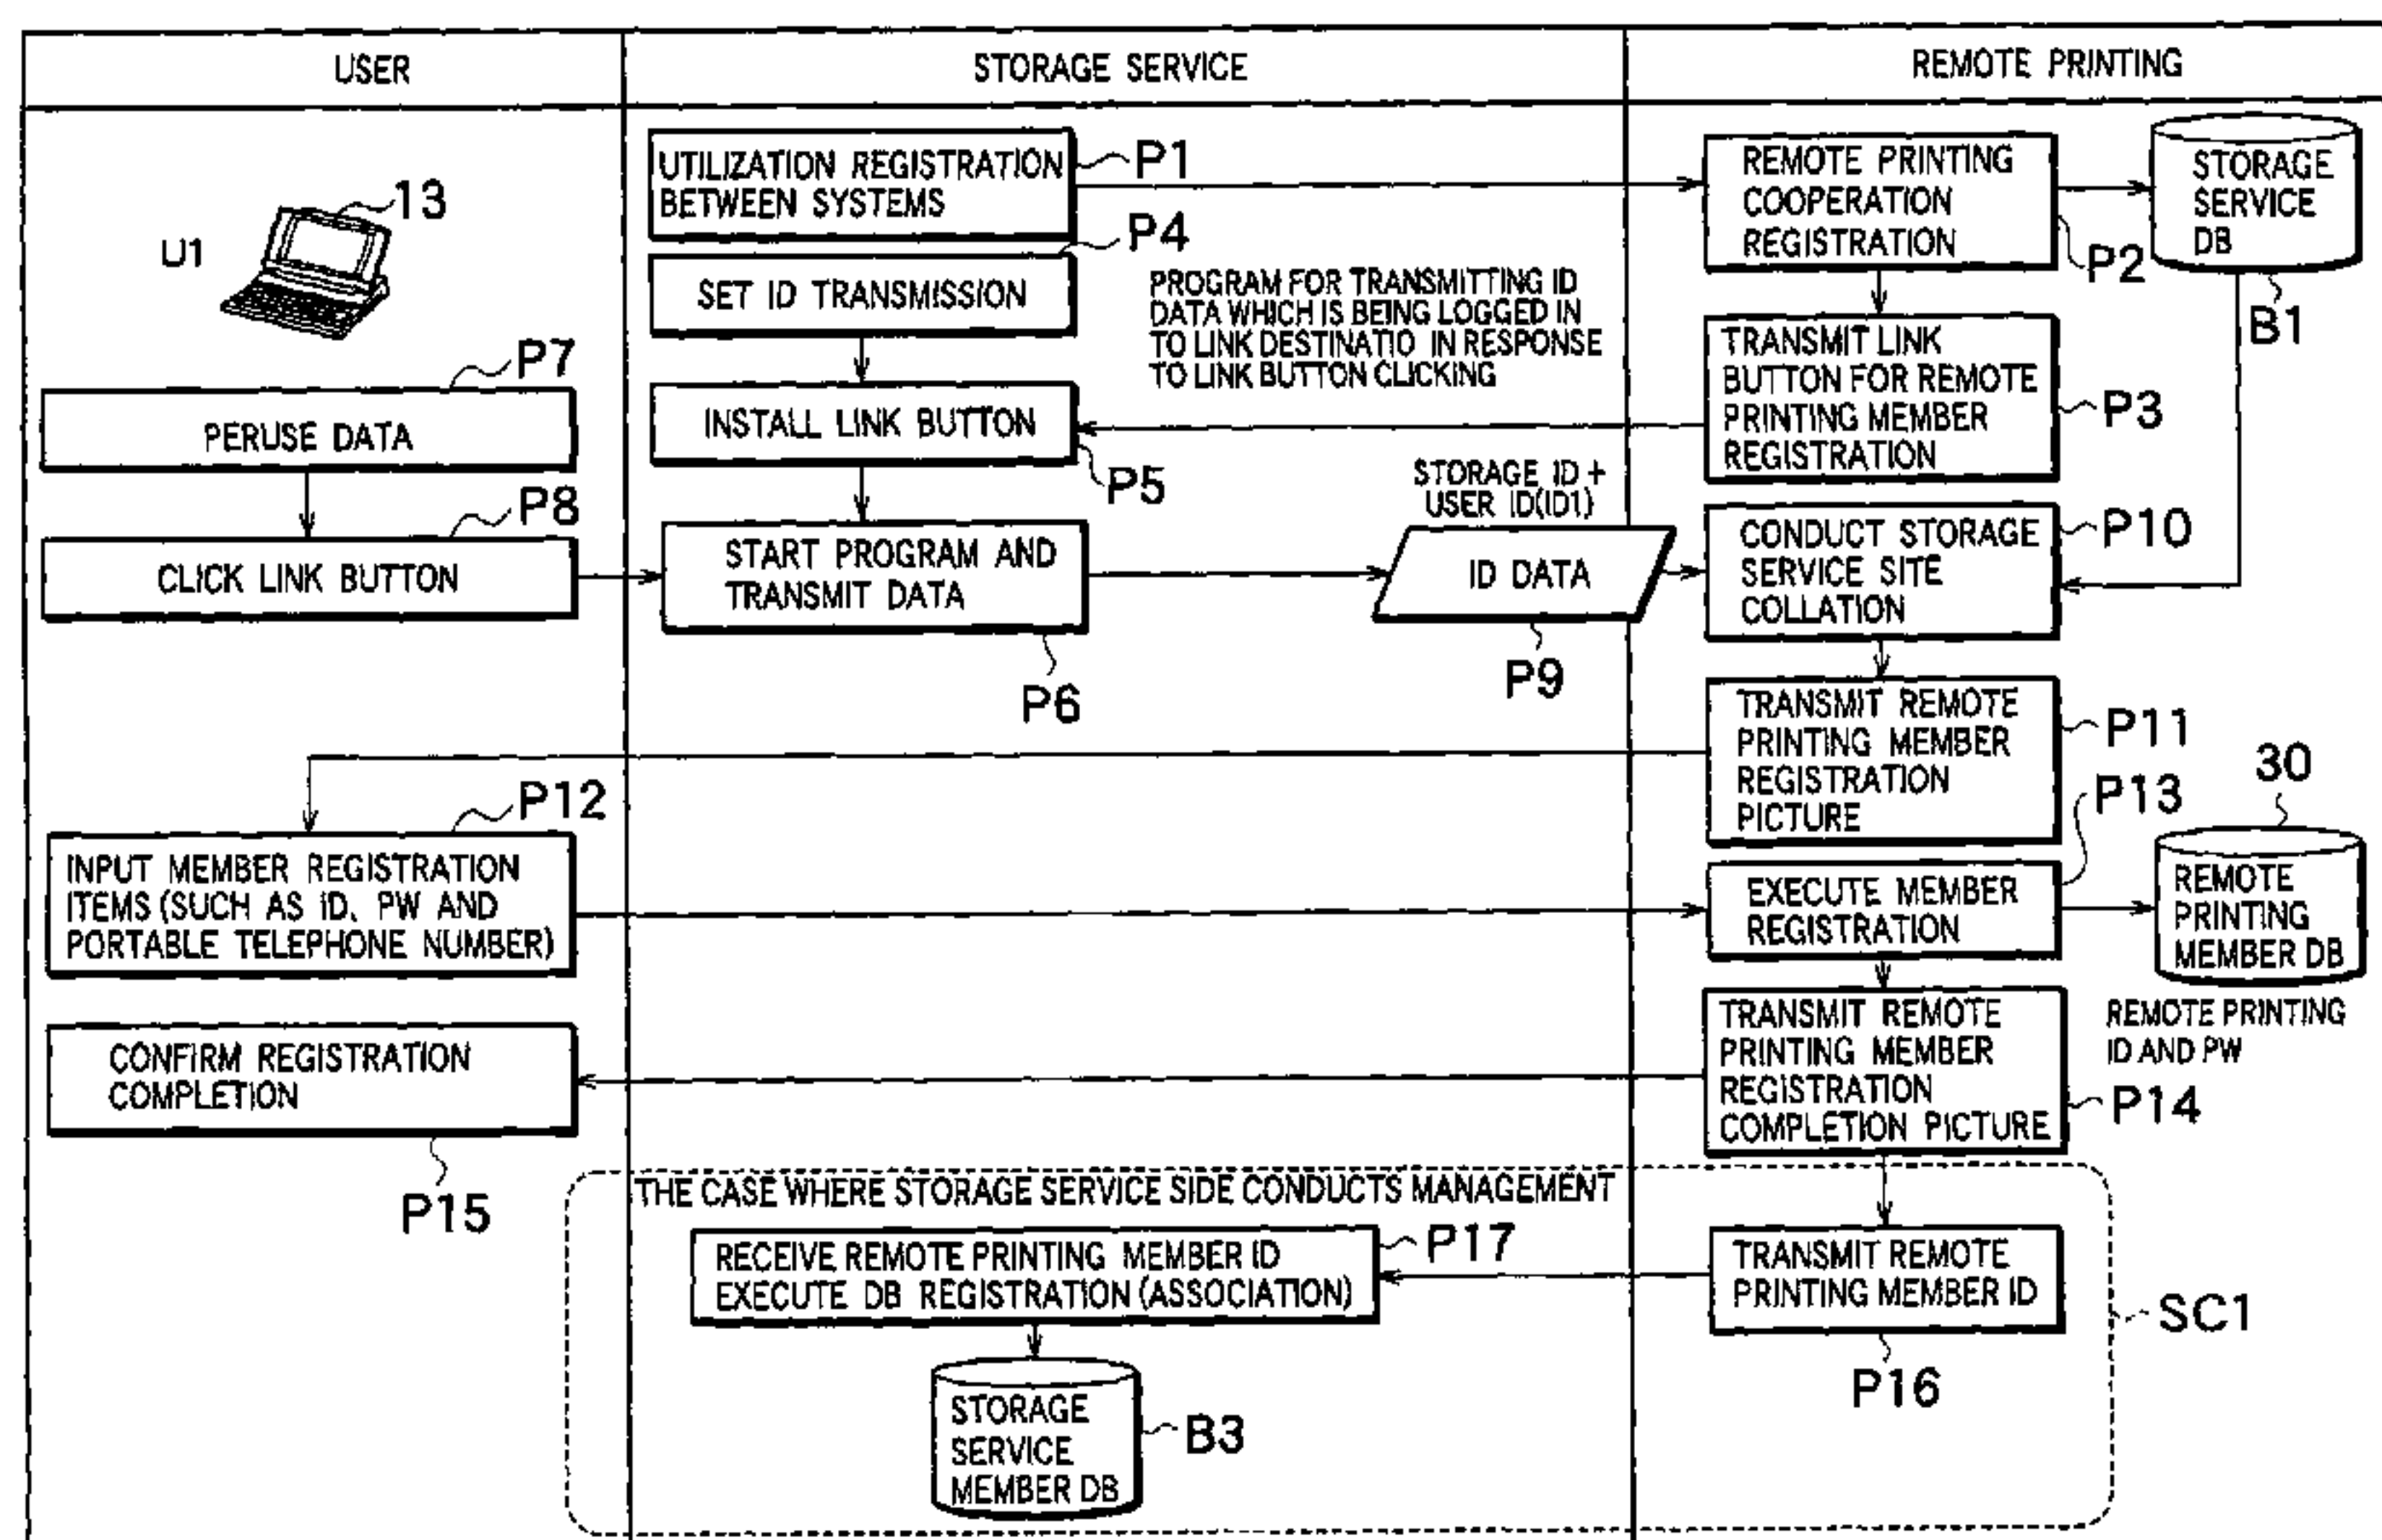 USER
STORAGE SERVICE
REMOTE PRINTING
UTILIZATION REGISTRATION
BETWEEN SYSTEMS
P1
REMOTE PRINTING
COOPERATION
REGISTRATION
P2
STORAGE
SERVICE
DB
B1
13
U1
P4
SET ID TRANSMISSION
PROGRAM FOR TRANSMITTING ID
DATA WHICH IS BEING LOGGED IN
TO LINK DESTINATIO IN RESPONSE
TO LINK BUTTON CLICKING
TRANSMIT LINK
BUTTON FOR REMOTE
PRINTING MEMBER
REGISTRATION
P3
P7
PERUSE DATA
INSTALL LINK BUTTON
P5
STORAGE ID +
USER ID(ID1)
P8
CLICK LINK BUTTON
START PROGRAM AND
TRANSMIT DATA
P6
ID DATA
P9
CONDUCT STORAGE
SERVICE SITE
COLLATION
P10
TRANSMIT REMOTE
PRINTING MEMBER
REGISTRATION
PICTURE
P11
P12
INPUT MEMBER REGISTRATION
ITEMS (SUCH AS ID, PW AND
PORTABLE TELEPHONE NUMBER)
P13
EXECUTE MEMBER
REGISTRATION
30
REMOTE
PRINTING
MEMBER DB
REMOTE PRINTING
ID AND PW
TRANSMIT REMOTE
PRINTING MEMBER
REGISTRATION
COMPLETION PICTURE
P14
CONFIRM REGISTRATION
COMPLETION
P15
THE CASE WHERE STORAGE SERVICE SIDE CONDUCTS MANAGEMENT
RECEIVE REMOTE PRINTING MEMBER ID
EXECUTE DB REGISTRATION (ASSOCIATION)
P17
TRANSMIT REMOTE
PRINTING MEMBER ID
P16
SC1
STORAGE
SERVICE
MEMBER DB
B3